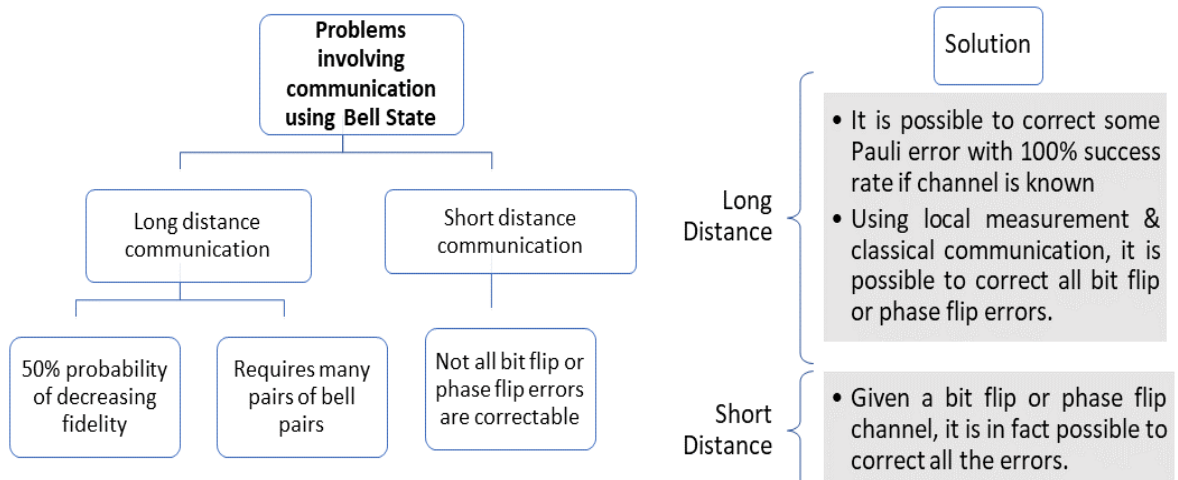 Problems
involving
communication
using Bell State
Long distance
communication
Short distance
communication
50% probability
of decreasing
fidelity
Requires many
pairs of bell
pairs
Not all bit flip or
phase flip errors
are correctable
Solution
Long
Distance
• It is possible to correct some
Pauli error with 100% success
rate if channel is known
• Using local measurement &
classical communication, it is
possible to correct all bit flip
or phase flip errors.
Short
Distance
• Given a bit flip or phase flip
channel, it is in fact possible to
correct all the errors.